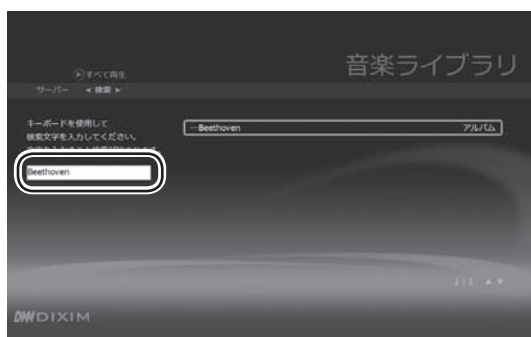 音楽ライブラリ
すべて再生
サーバー ◄ 検索 ►
キーボードを使用して
検索文字を入力してください。
Beethoven
…Beethoven アルバム
1/1 ▲ ▼
DiXiM